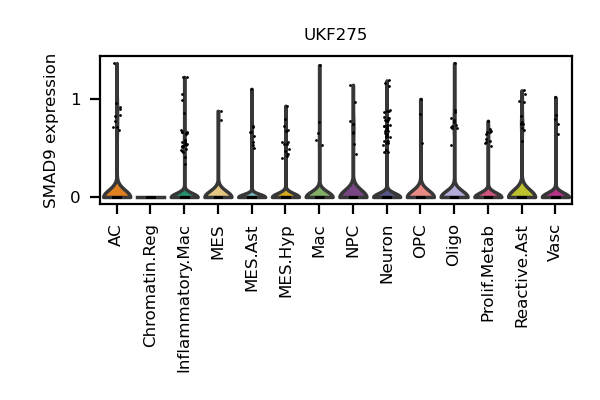 UKF275
SMAD9 expression
1
0
AC
Chromatin.Reg
Inflammatory.Mac
MES
MES.Ast
MES.Hyp
Mac
NPC
Neuron
OPC
Oligo
Prolif.Metab
Reactive.Ast
Vasc